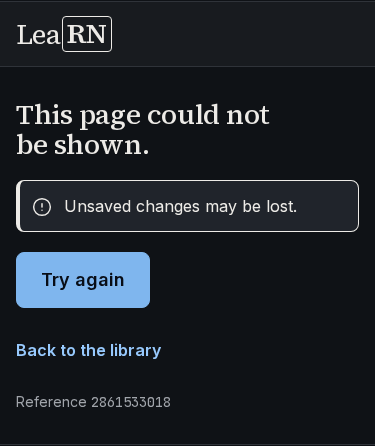 LeaRN
This page could not
be shown.
Unsaved changes may be lost.
Try again
Back to the library
Reference 2861533018